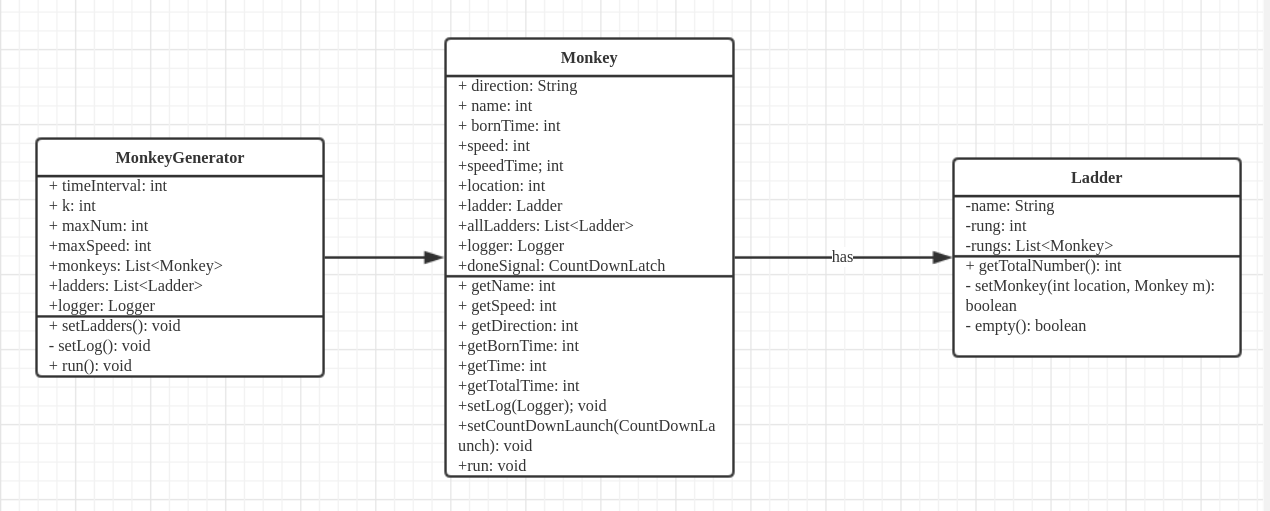 MonkeyGenerator
+ timeInterval: int
+ k: int
+ maxNum: int
+maxSpeed: int
+monkeys: List<Monkey>
+ladders: List<Ladder>
+logger: Logger
+ setLadders(): void
- setLog(): void
+ run(): void
Monkey
+ direction: String
+ name: int
+ bornTime: int
+speed: int
+speedTime; int
+location: int
+ladder: Ladder
+allLadders: List<Ladder>
+logger: Logger
+doneSignal: CountDownLatch
+ getName: int
+ getSpeed: int
+ getDirection: int
+getBornTime: int
+getTime: int
+getTotalTime: int
+setLog(Logger); void
+setCountDownLaunch(CountDownLa
unch): void
+run: void
has
Ladder
-name: String
-rung: int
-rungs: List<Monkey>
+ getTotalNumber(): int
- setMonkey(int location, Monkey m):
boolean
- empty(): boolean